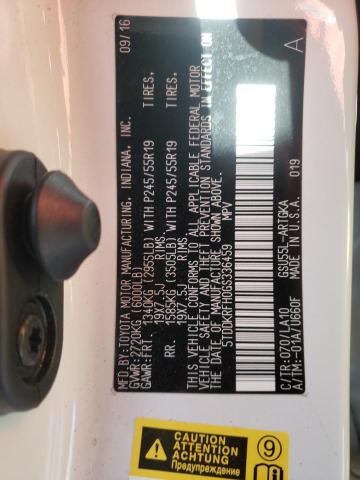 MFD.BY:TOYOTA MOTOR MANUFACTURING, INDIANA, INC. 09/16
GVWR:2720KG(6000LB)
GAWR:FRT. 1340KG(2955LB) WITH P245/55R19 TIRES,
19X7.5J RIMS,
RR. 1583KG(3505LB) WITH P245/55R19 TIRES,
19X7.5J RIMS,
THIS VEHICLE CONFORMS TO ALL APPLICABLE FEDERAL MOTOR
VEHICLE SAFETY AND THEFT PREVENTION STANDARDS IN EFFECT ON
THE DATE OF MANUFACTURE SHOWN ABOVE.
5TDDKRFH0GS336459 MPV
A
C/TR:070/LA10 GSU55L-ARTGKA
A/TM:-01A/U660F MADE IN U.S.A. 019
CAUTION
ATTENTION
Предупреждение
9